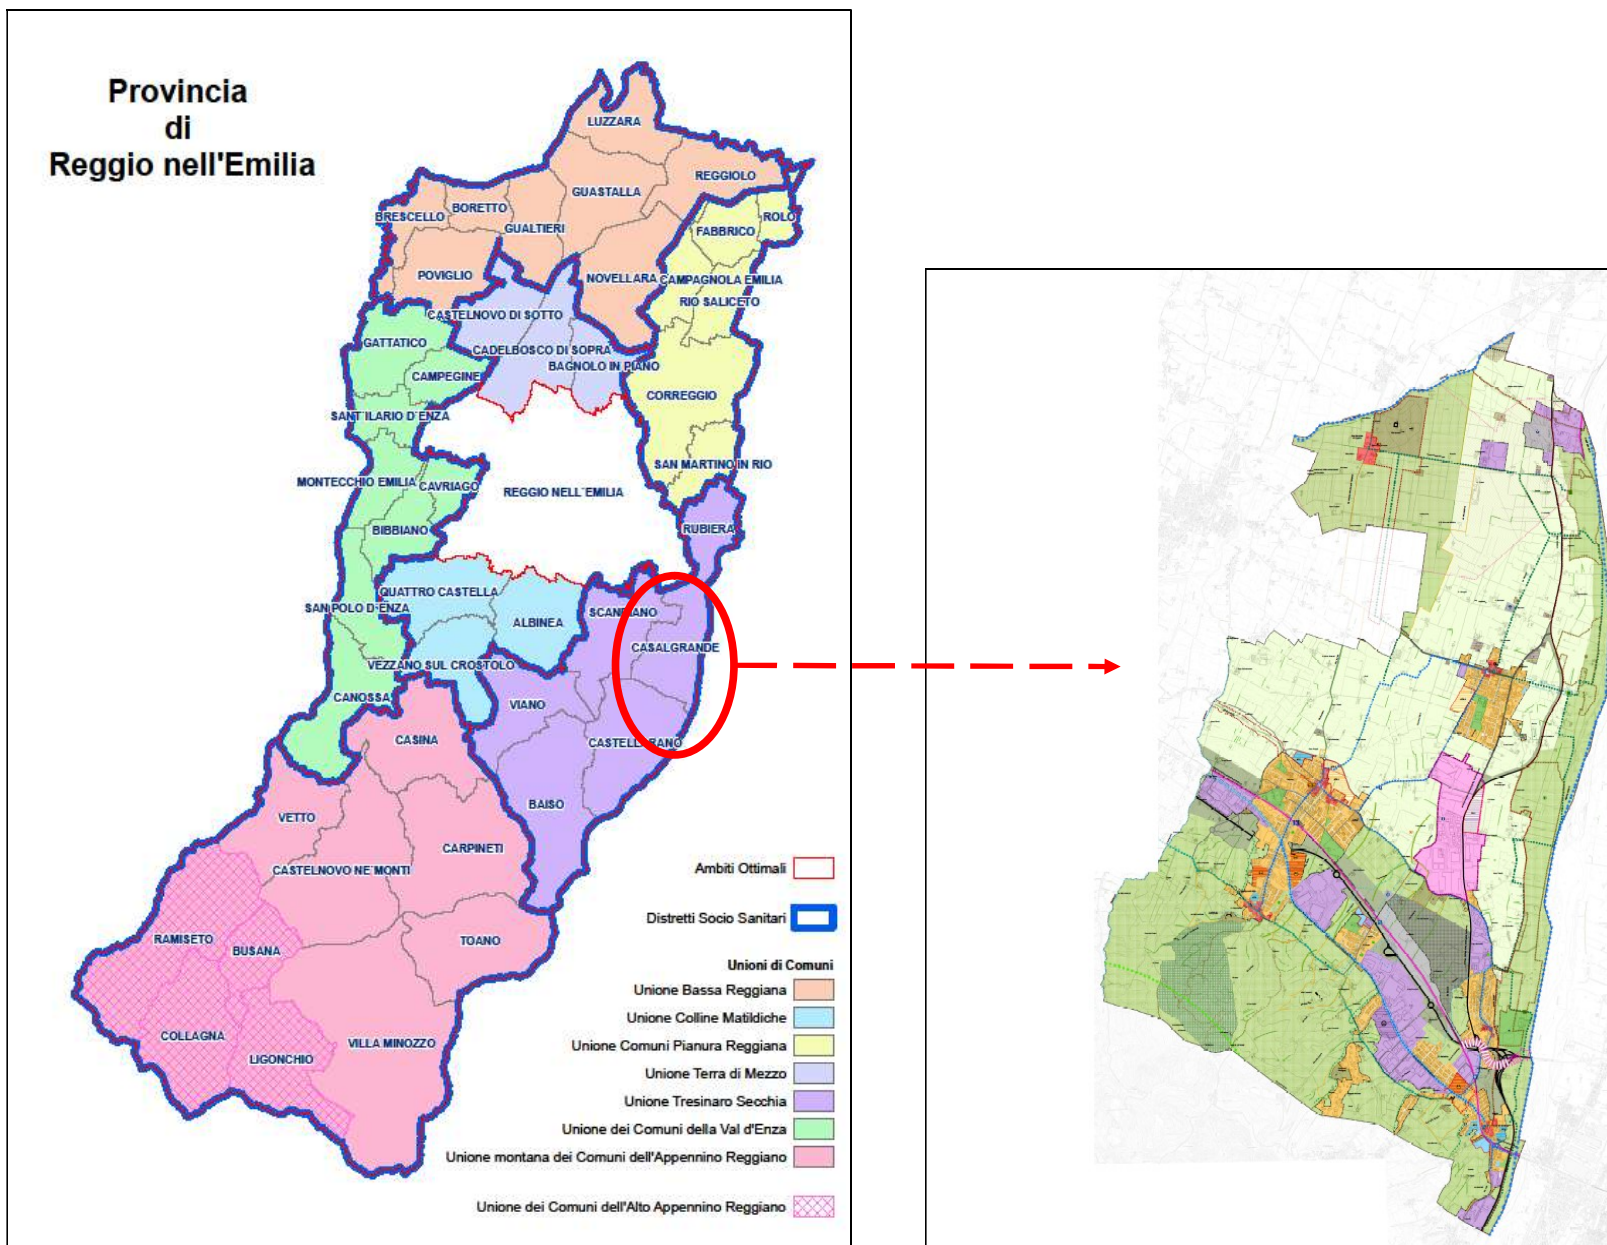 Provincia
di
Reggio nell'Emilia
LUZZARA
REGGIOLO
GUASTALLA
BORETTO
BRESCELLO
ROLO
GUALTIERI
FABBRICO
POVIGLIO
NOVELLARA
CAMPAGNOLA EMILIA
RIO SALICETO
CASTELNOVO DI SOTTO
GATTATICO
CADELBOSCO DI SOPRA
BAGNOLO IN PIANO
CAMPEGINE
CORREGGIO
SANT`ILARIO D`ENZA
SAN MARTINO IN RIO
MONTECCHIO EMILIA
CAVRIAGO
REGGIO NELL`EMILIA
RUBIERA
BIBBIANO
QUATTRO CASTELLA
SAN POLO D`ENZA
SCANDIANO
ALBINEA
CASALGRANDE
VEZZANO SUL CROSTOLO
CANOSSA
VIANO
CASINA
CASTELLARANO
BAISO
VETTO
CARPINETI
CASTELNOVO NE`MONTI
RAMISETO
BUSANA
TOANO
COLLAGNA
VILLA MINOZZO
LIGONCHIO
Ambiti Ottimali
Distretti Socio Sanitari
Unioni di Comuni
Unione Bassa Reggiana
Unione Colline Matildiche
Unione Comuni Pianura Reggiana
Unione Terra di Mezzo
Unione Tresinaro Secchia
Unione dei Comuni della Val d'Enza
Unione montana dei Comuni dell'Appennino Reggiano
Unione dei Comuni dell'Alto Appennino Reggiano